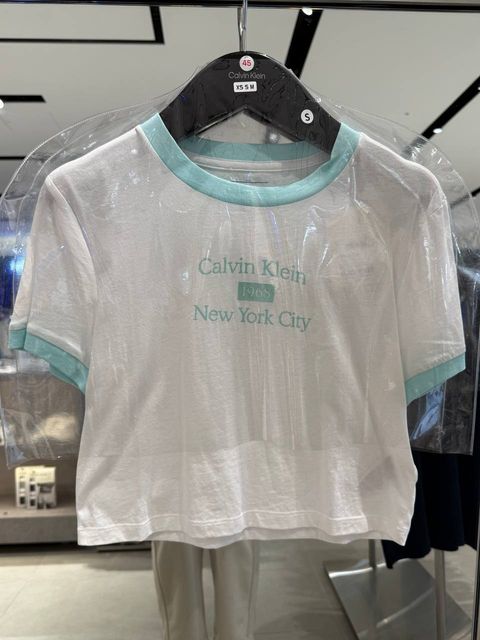 45
Calvin Klein
XS S M
S
Calvin Klein
1968
New York City